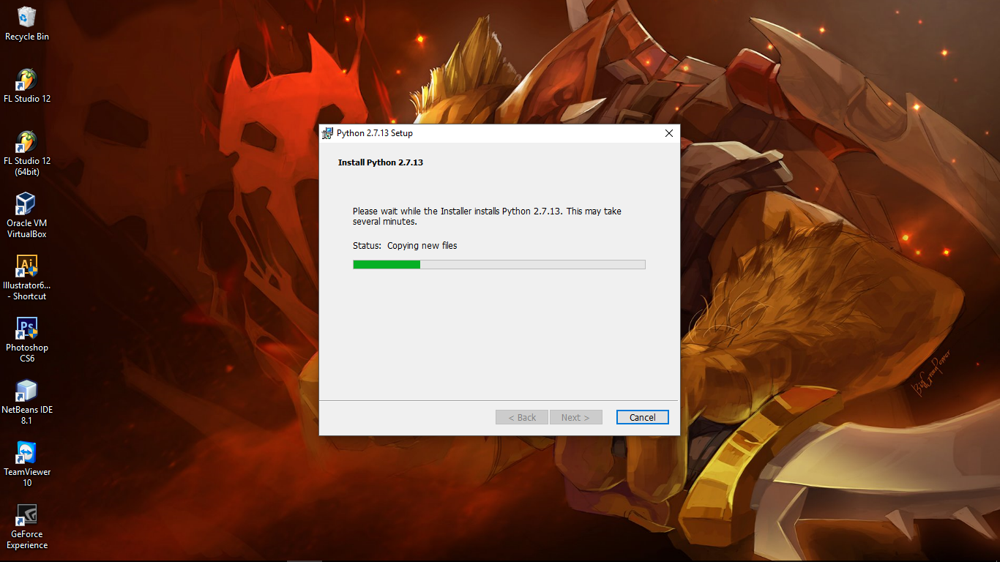 Recycle Bin
FL Studio 12
FL Studio 12
(64bit)
Oracle VM
VirtualBox
Ai
Illustrator6...
- Shortcut
Ps
Photoshop
CS6
NetBeans IDE
8.1
TeamViewer
10
GeForce
Experience
Python 2.7.13 Setup
Install Python 2.7.13
Please wait while the Installer installs Python 2.7.13. This may take
several minutes.
Status: Copying new files
< Back
Next >
Cancel
BigGreenPepper